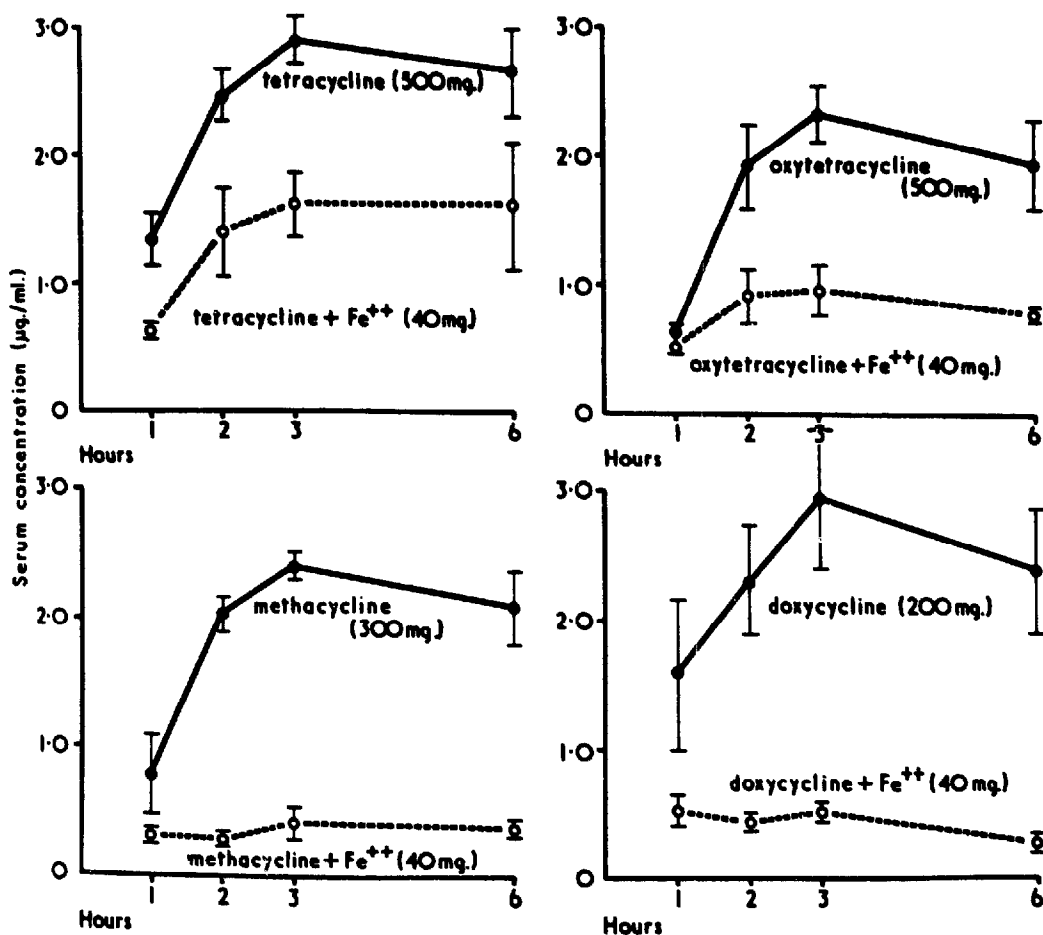 Serum concentration (µg./ml.)
3·0
2·0
1·0
0
tetracycline (500mg.)
tetracycline + Fe⁺⁺ (40mg.)
1 2 3 6
Hours
3·0
2·0
1·0
0
oxytetracycline
(500mg.)
oxytetracycline+Fe⁺⁺(40mg.)
1 2 3 6
Hours
3·0
2·0
1·0
0
methacycline
(300mg.)
methacycline+Fe⁺⁺(40mg.)
1 2 3 6
Hours
3·0
2·0
1·0
0
doxycycline (200mg.)
doxycycline+Fe⁺⁺(40mg.)
1 2 3 6
Hours